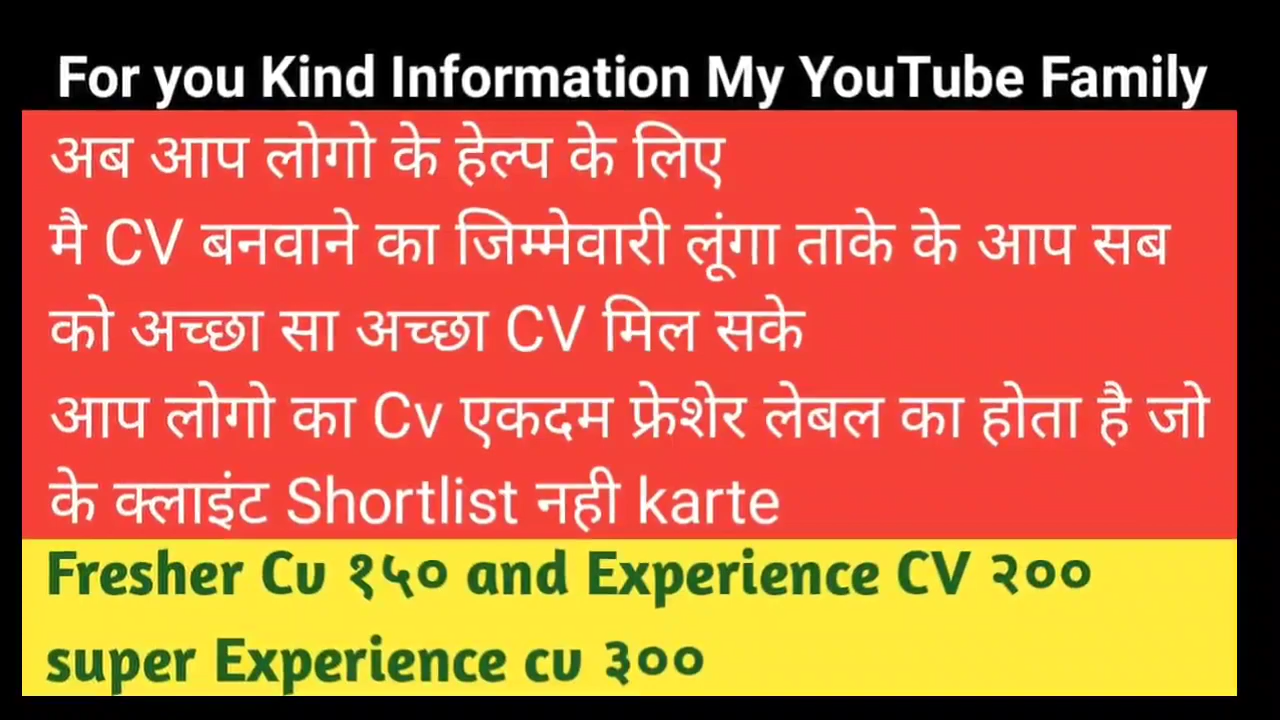 For you Kind Information My YouTube Family
अब आप लोगो के हेल्प के लिए
मै CV बनवाने का जिम्मेवारी लूंगा ताके के आप सब
को अच्छा सा अच्छा CV मिल सके
आप लोगो का Cv एकदम फ्रेशेर लेबल का होता है जो
के क्लाइंट Shortlist नही karte
Fresher Cv १५० and Experience CV २००
super Experience cv ३००